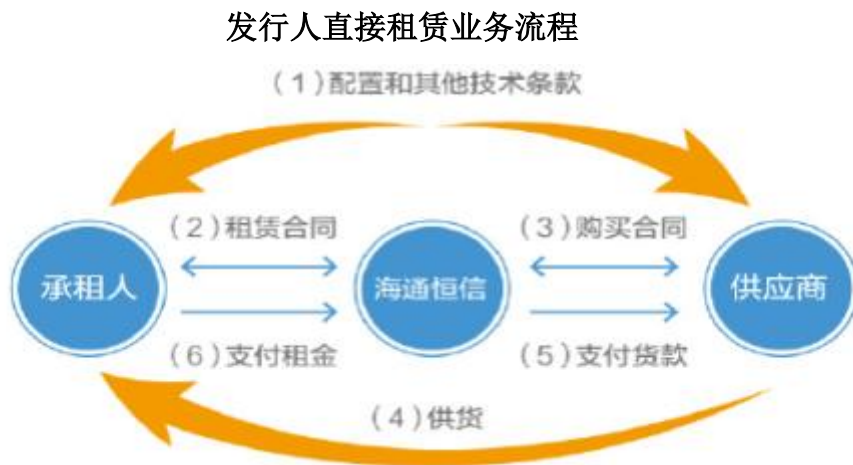 发行人直接租赁业务流程
（1）配置和其他技术条款
（2）租赁合同
（3）购买合同
承租人
海通恒信
供应商
（6）支付租金
（5）支付货款
（4）供货